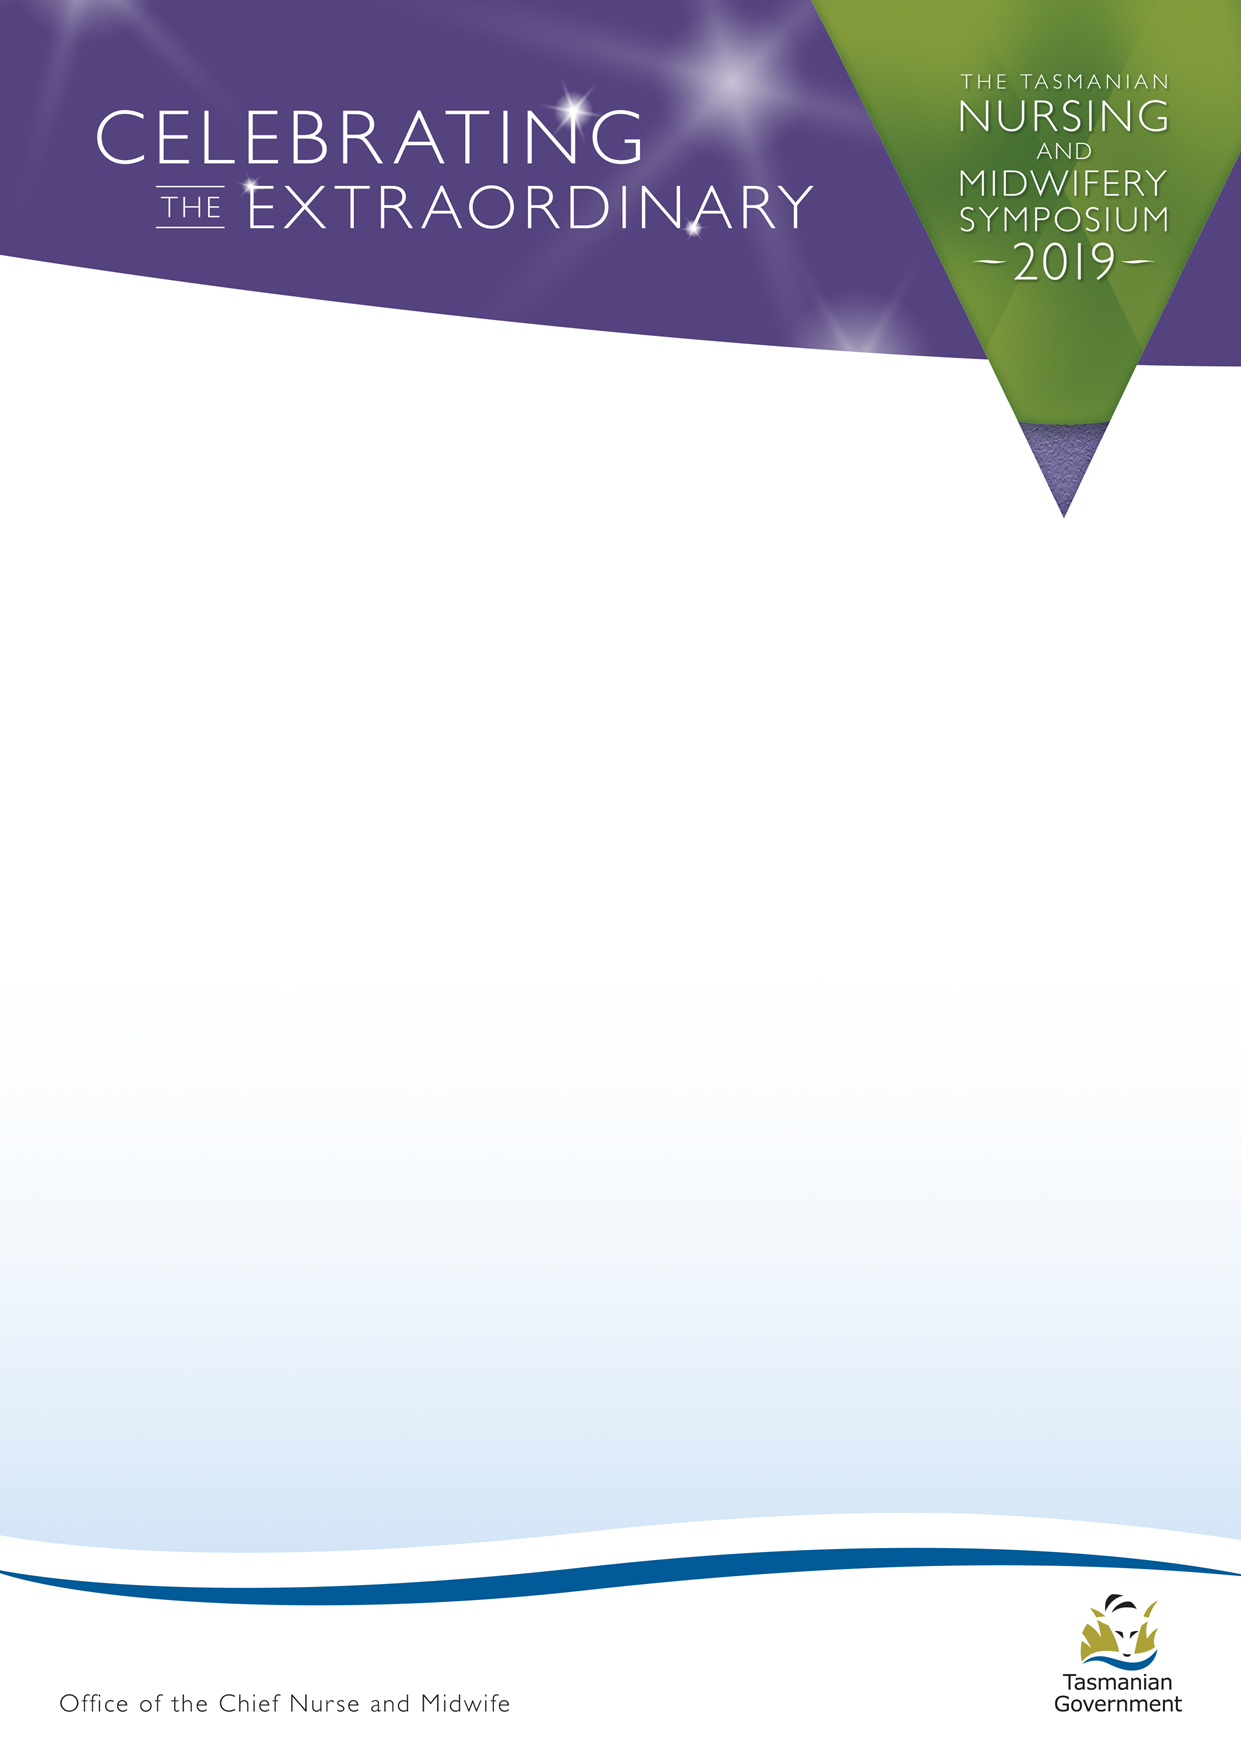 CELEBRATING
THE EXTRAORDINARY
THE TASMANIAN
NURSING
AND
MIDWIFERY
SYMPOSIUM
~2019~
Office of the Chief Nurse and Midwife
Tasmanian
Government